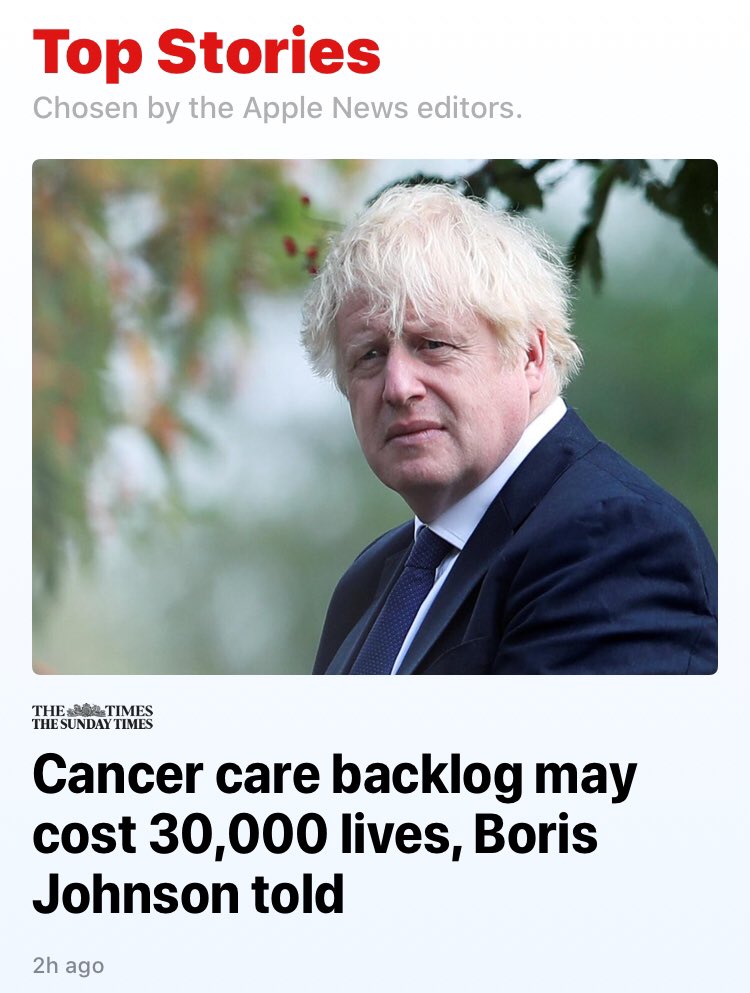 Top Stories
Chosen by the Apple News editors.
THE TIMES
THE SUNDAY TIMES
Cancer care backlog may
cost 30,000 lives, Boris
Johnson told
2h ago